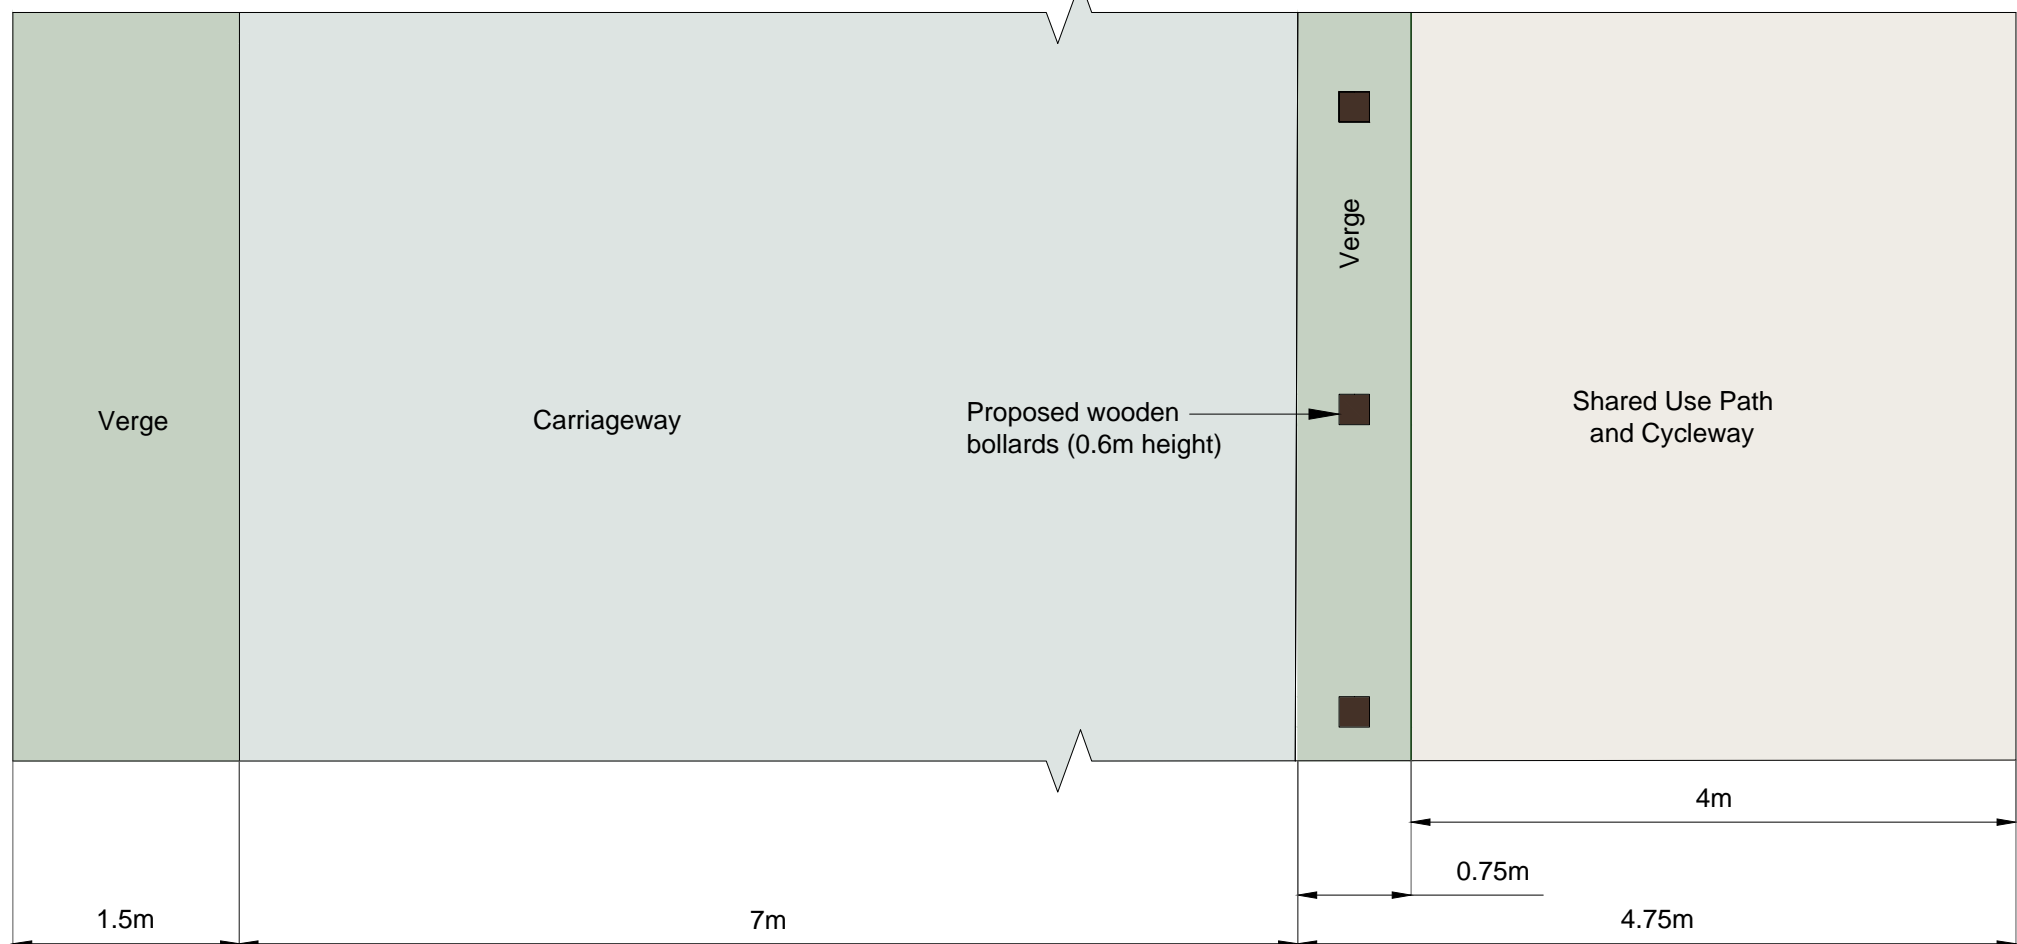 Verge
Verge
Carriageway
Proposed wooden
bollards (0.6m height)
Shared Use Path
and Cycleway
4m
0.75m
1.5m
7m
4.75m